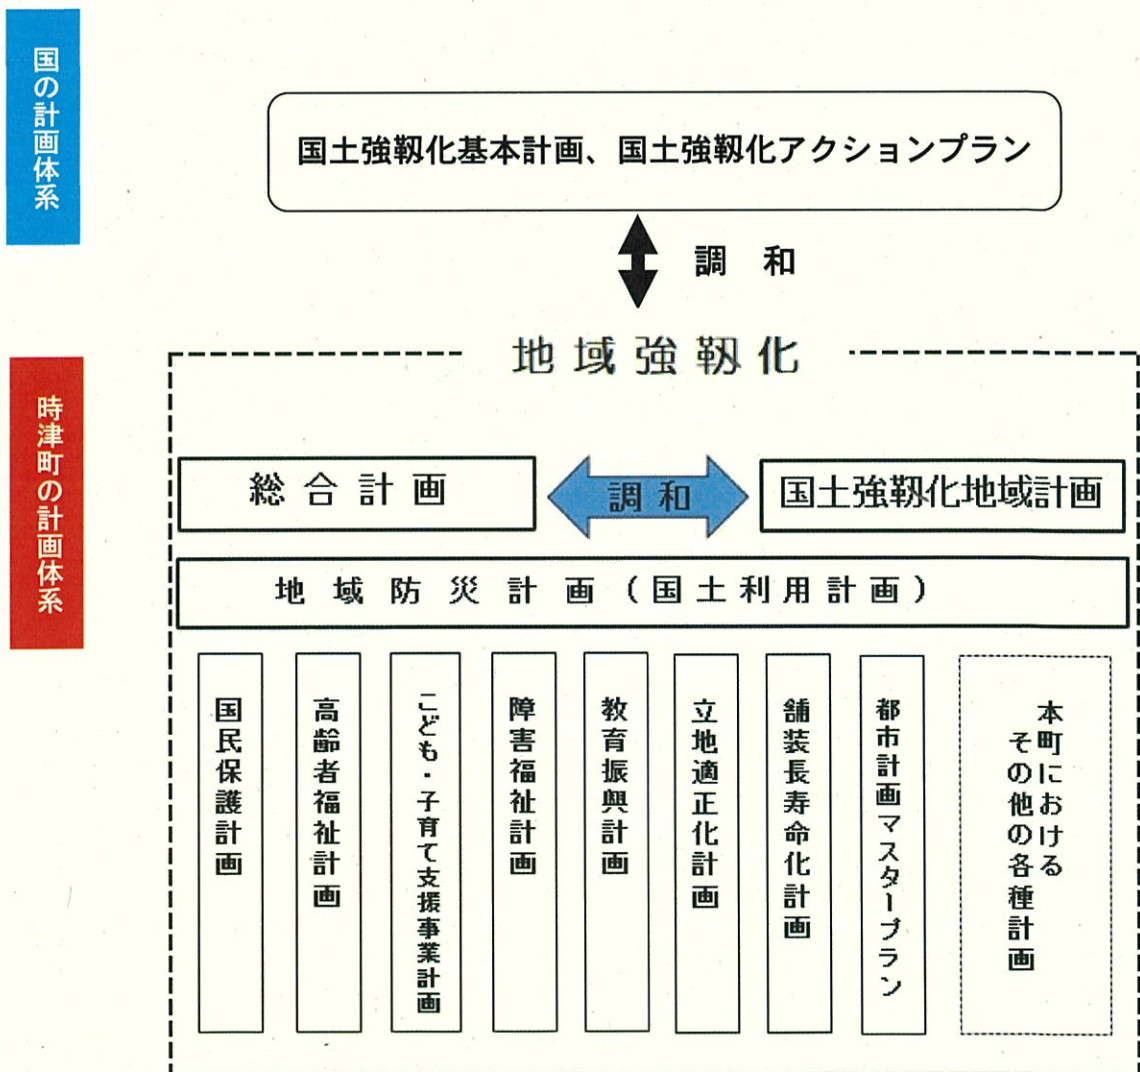 国の計画体系
国土強靱化基本計画、国土強靱化アクションプラン
調 和
時津町の計画体系
地域強靱化
総合計画
調和
国土強靱化地域計画
地域防災計画(国土利用計画)
国民保護計画
高齢者福祉計画
こども・子育て支援事業計画
障害福祉計画
教育振興計画
立地適正化計画
舗装長寿命化計画
都市計画マスタープラン
本町における
その他の各種計画